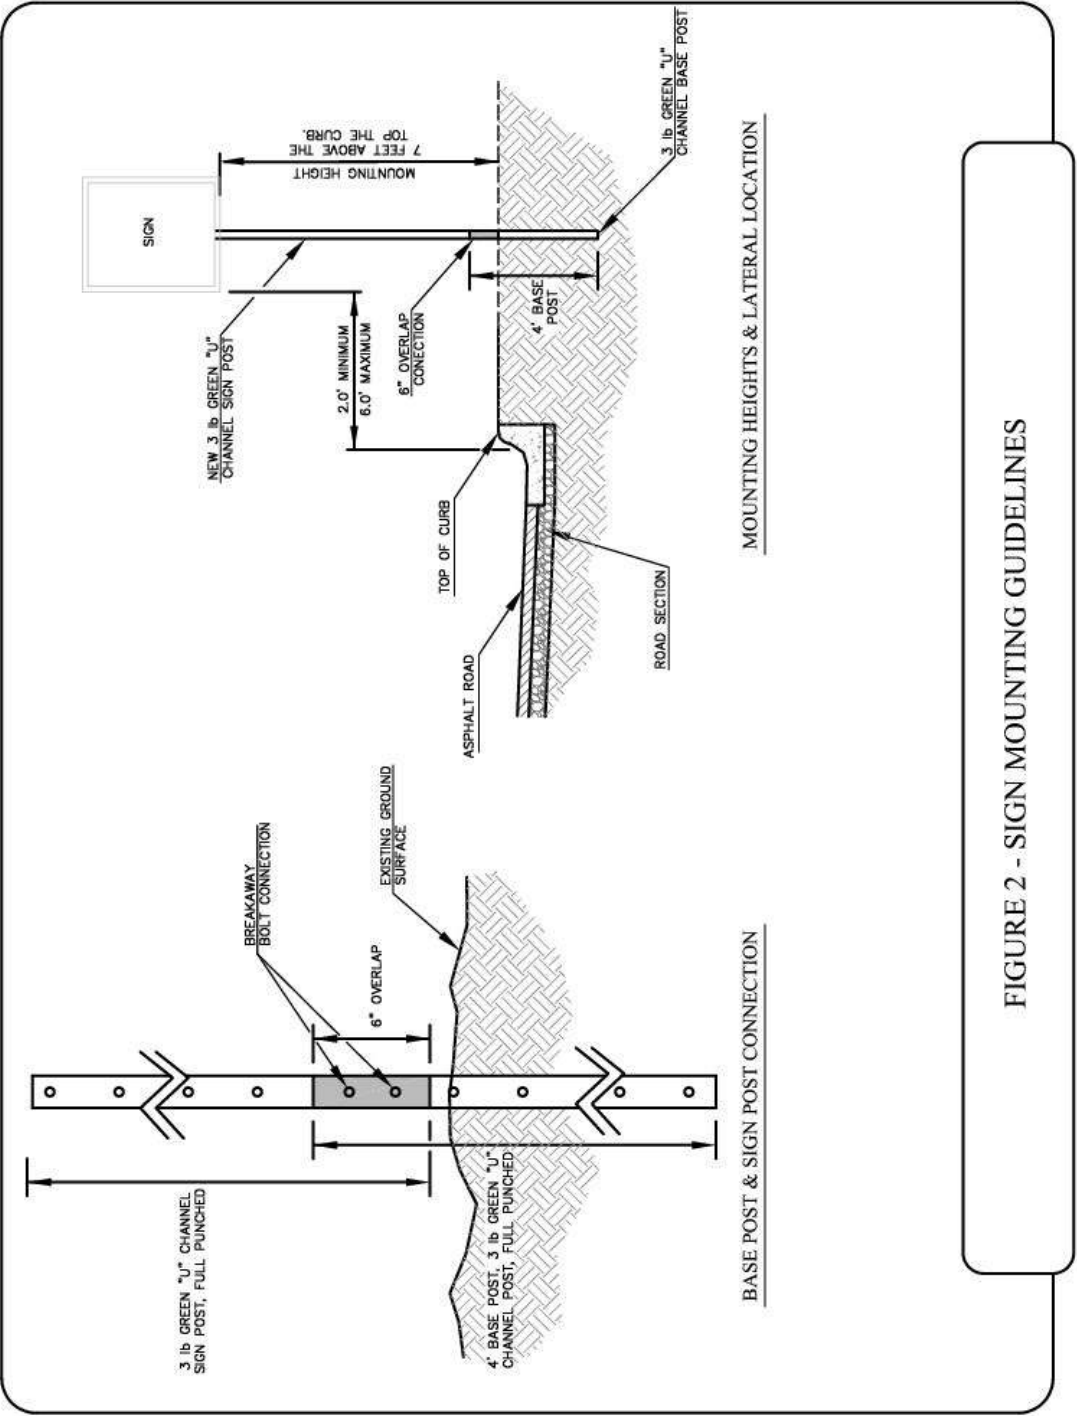 3 lb GREEN "U" CHANNEL
SIGN POST, FULL PUNCHED
BREAKAWAY
BOLT CONNECTION
6" OVERLAP
EXISTING GROUND
SURFACE
4' BASE POST, 3 lb GREEN "U"
CHANNEL POST, FULL PUNCHED
BASE POST & SIGN POST CONNECTION
SIGN
NEW 3 lb GREEN "U"
CHANNEL SIGN POST
MOUNTING HEIGHT
7 FEET ABOVE THE
TOP THE CURB.
2.0' MINIMUM
6.0' MAXIMUM
6" OVERLAP
CONECTION
TOP OF CURB
4' BASE
POST
ASPHALT ROAD
ROAD SECTION
3 lb GREEN "U"
CHANNEL BASE POST
MOUNTING HEIGHTS & LATERAL LOCATION
FIGURE 2 - SIGN MOUNTING GUIDELINES